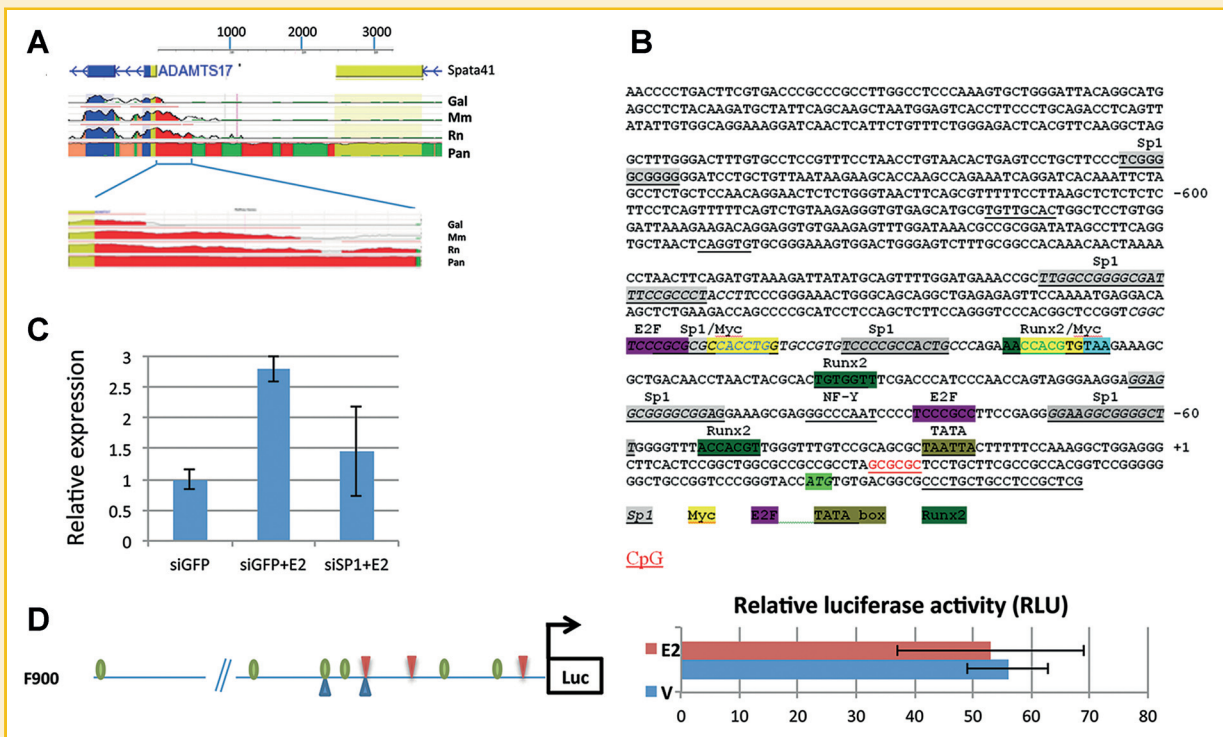 A
1000 2000 3000
ADAMTS17
Spata41
Gal
Mm
Rn
Pan
Gal
Mm
Rn
Pan
B
AACCCCTGACTTCGTGACCCGCCCGCCTTGGCCTCCCAAAGTGCTGGGATTACAGGCATG
AGCCTCTACAAGATGCTATTCAGCAAGCTAATGGAGTCACCTTCCCTGCAGACCTCAGTT
ATATTGTGGCAGGAAAGGATCAACTCATTCTGTTTCTGGGAGACTCACGTTCAAGGCTAG
Sp1
GCTTTGGGACTTTGTGCCTCCGTTTCCTAACCTGTAACACTGAGTCCTGCTTCCCTCGGG
GCGGGGGGATCCTGCTGTTAATAAGAAGCACCAAGCCAGAAATCAGGATCACAAATTCTA
GCCTCTGCTCCAACAGGAACTCTCTGGGTAACTTCAGCGTTTTTCCTTAAGCTCTCTCTC -600
TTCCTCAGTTTTTCAGTCTGTAAGAGGGTGTGAGCATGCGTGTTGCACTGGCTCCTGTGG
GATTAAAGAAGACAGGAGGTGTGAAGAGTTTGGATAAACGCCGCGGATATAGCCTTCAGG
TGCTAACTCAGGTGTGCGGGAAAGTGGACTGGGAGTCTTTGCGGCCACAAACAACTAAAA
Sp1
CCTAACTTCAGATGTAAAGATTATATGCAGTTTTGGATGAAACCGCTTGGCCGGGGCGAT
TTCCGCCCTACCTTCCCGGGAAACTGGGCAGCAGGCTGAGAGAGTTCCAAAATGAGGACA
AGCTCTGAAGACCAGCCCCGCATCCTCCAGCTCTTCCAGGTCCCACGGCTCCGGTCGGC
E2F Sp1/Myc Sp1 Runx2/Myc
TCCCGCGCGCCACCTGGTGCCGTGTCCCCGCCACTGCCCAGAAACCACGTGTAAGAAAGC
Runx2
GCTGACAACCTAACTACGCACTGTGGTTTCGACCCATCCCAACCAGTAGGGAAGGAGGAG
Sp1 NF-Y E2F Sp1
GCGGGGCGGAGGAAAGCGAGGGCCCAATCCCCTCCCGCCTTCCGAGGGGAAGGCGGGGCT -60
Runx2 TATA
TGGGGTTTACCACGTTGGGTTTGTCCGCAGCGCTAATTACTTTTTCCAAAGGCTGGAGGG +1
CTTCACTCCGGCTGGCGCCGCCGCCTAGCGCGCTCCTGCTTCGCCGCCACGGTCCGGGGG
GGCTGCCGGTCCCGGGTACCATGTGTGACGGCGCCCTGCTGCCTCCGCTCG
Sp1 Myc E2F TATA box Runx2
CpG
C
Relative expression
3
2.5
2
1.5
1
0.5
0
siGFP siGFP+E2 siSP1+E2
D
F900
Luc
Relative luciferase activity (RLU)
E2
V
0 10 20 30 40 50 60 70 80